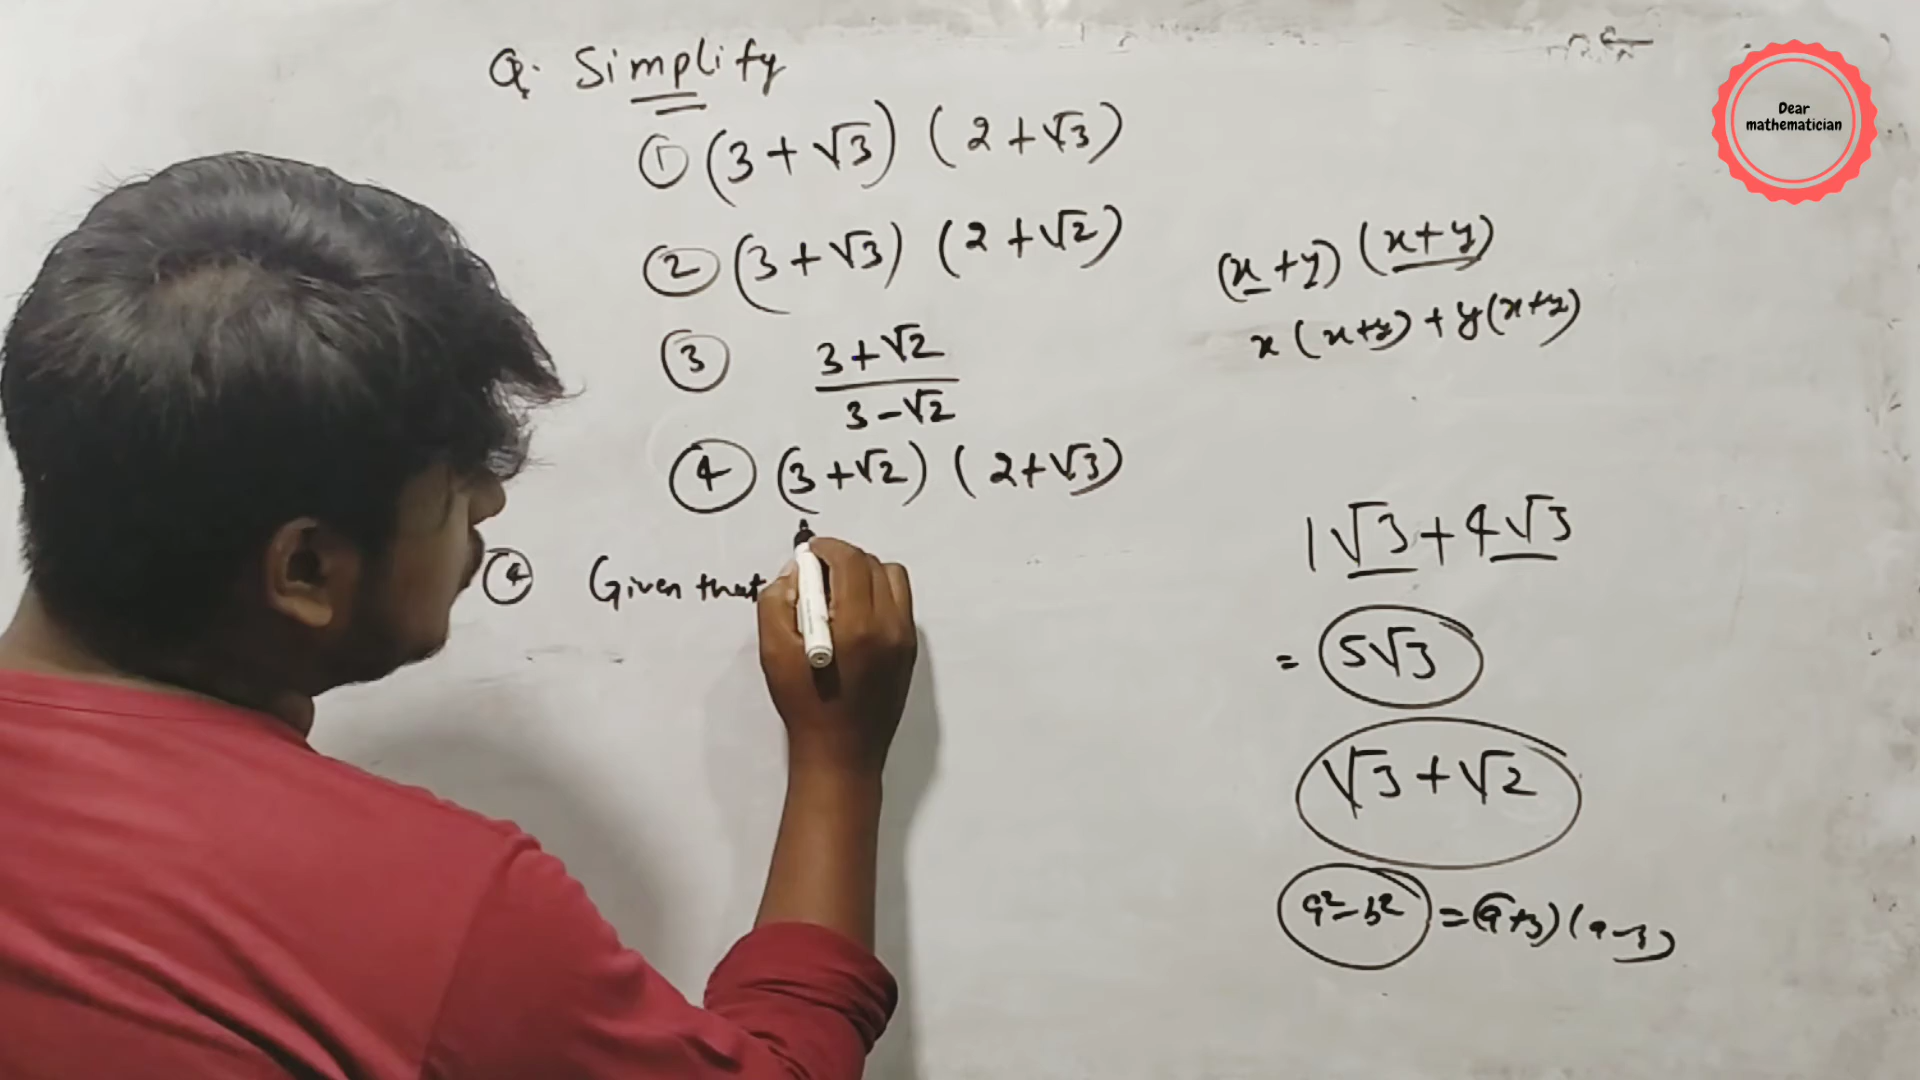 Q. Simplify
① (3+√3) (2+√3)
② (3+√3) (2+√2)
③ 3+√2
3-√2
④ (3+√2) (2+√3)
④ Given that
(x+y) (x+y)
x(x+y)+y(x+y)
1√3+4√3
= 5√3
√3+√2
a²-b² = (a+b)(a-b)
Dear
mathematician